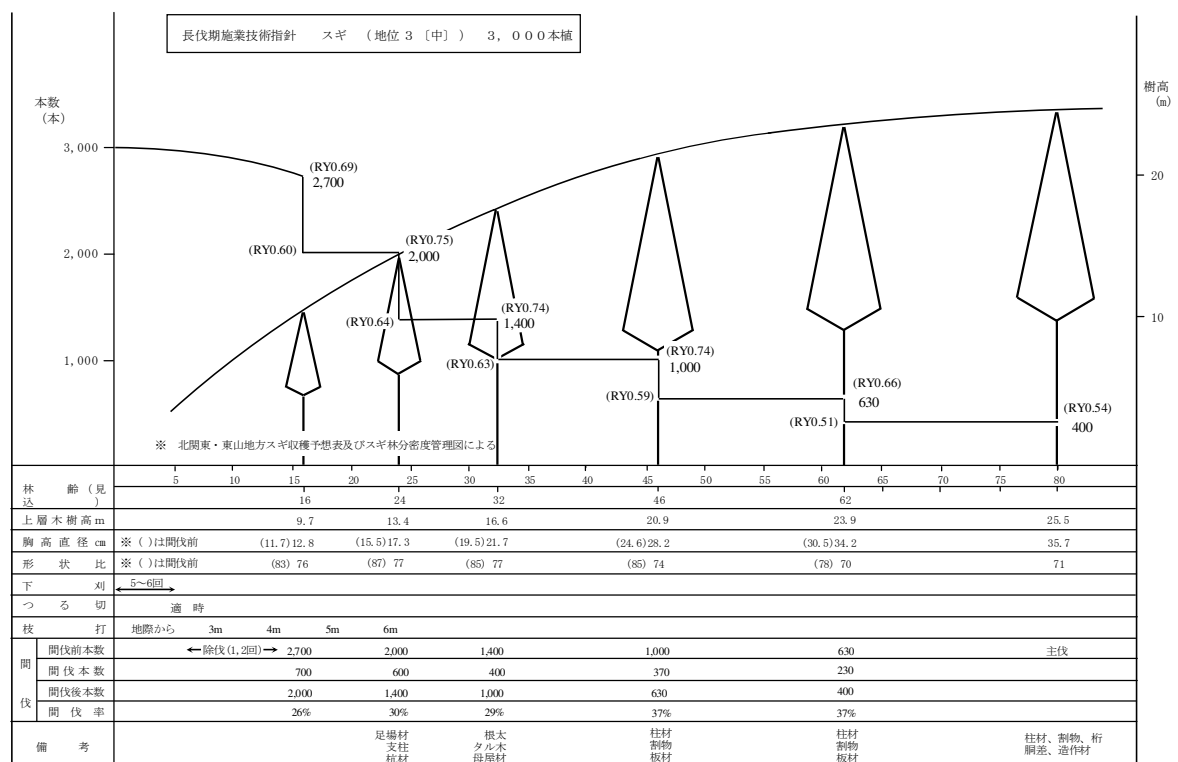 長伐期施業技術指針　スギ　（地位３〔中〕）　３，０００本植
本数
（本）
樹高
(m)
3,000
2,000
1,000
20
10
(RY0.69)
2,700
(RY0.60)
(RY0.75)
2,000
(RY0.64)
(RY0.74)
1,400
(RY0.63)
(RY0.74)
1,000
(RY0.59)
(RY0.66)
630
(RY0.51)
(RY0.54)
400
※　北関東・東山地方スギ収穫予想表及びスギ林分密度管理図による
5 10 15 20 25 30 35 40 45 50 55 60 65 70 75 80
林　齢（見込　） 16 24 32 46 62
上層木樹高ｍ 9.7 13.4 16.6 20.9 23.9 25.5
胸高直径㎝ ※（ ）は間伐前 (11.7)12.8 (15.5)17.3 (19.5)21.7 (24.6)28.2 (30.5)34.2 35.7
形状比 ※（ ）は間伐前 (83) 76 (87) 77 (85) 77 (85) 74 (78) 70 71
下刈 5～6回
つる切 適時
枝打 地際から 3m 4m 5m 6m
間伐
間伐前本数 除伐(1,2回) 2,700 2,000 1,400 1,000 630 主伐
間伐本数 700 600 400 370 230
間伐後本数 2,000 1,400 1,000 630 400
間伐率 26% 30% 29% 37% 37%
備考
足場材
支柱
杭材
根太
タル木
母屋材
柱材
割物
板材
柱材
割物
板材
柱材、割物、桁
胴差、造作材